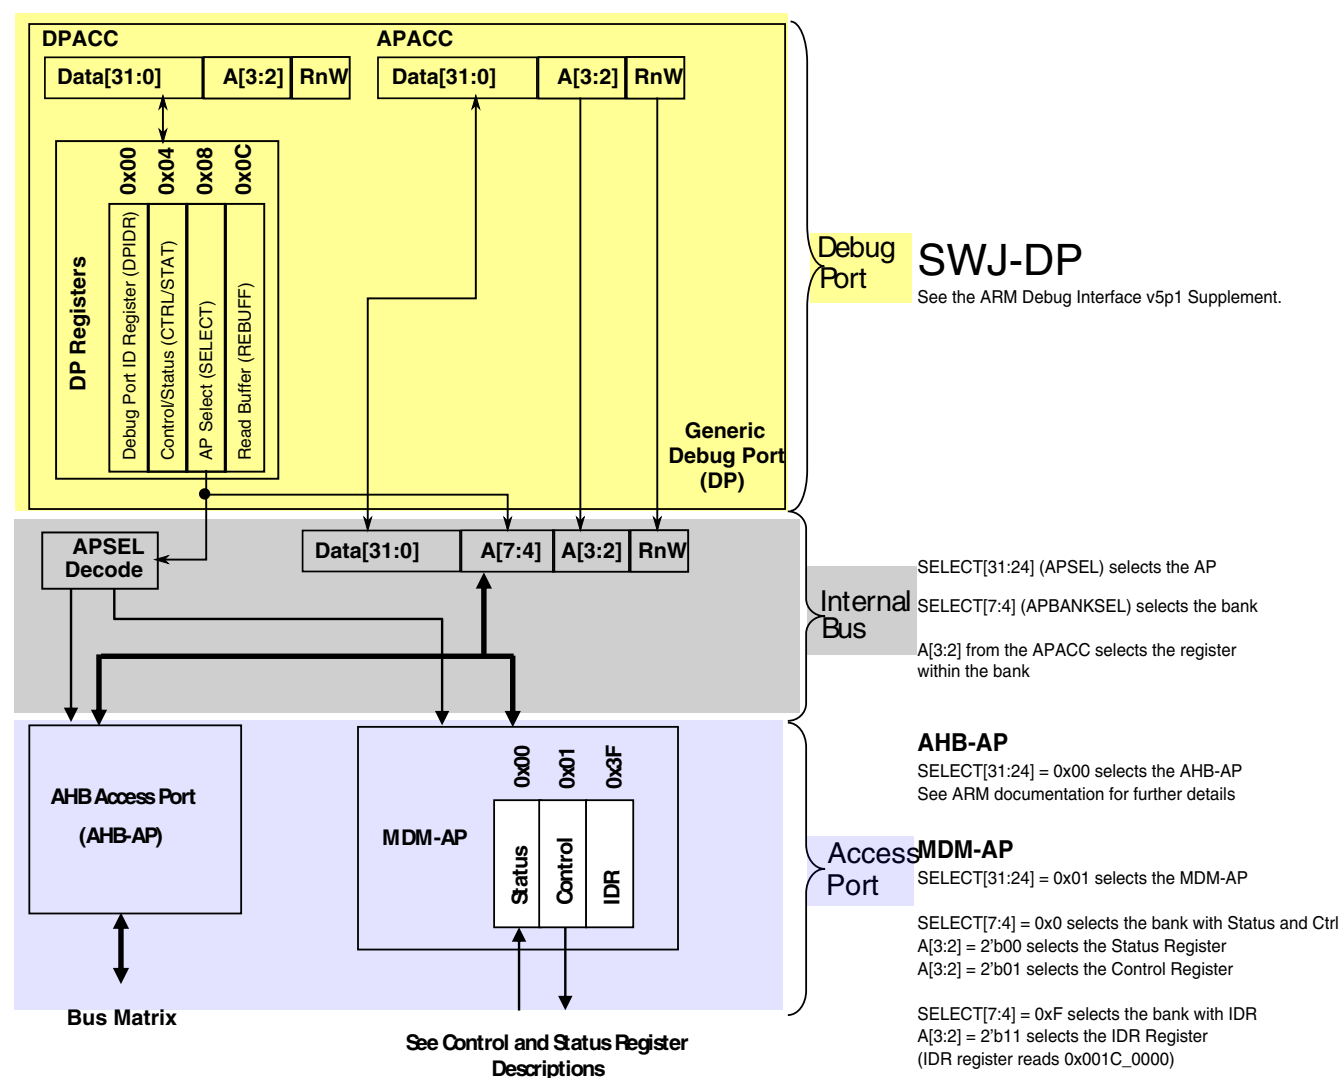 DPACC
APACC
Data[31:0] A[3:2] RnW
Data[31:0] A[3:2] RnW
0x00
0x04
0x08
0x0C
DP Registers
Debug Port ID Register (DPIDR)
Control/Status (CTRL/STAT)
AP Select (SELECT)
Read Buffer (REBUFF)
Generic
Debug Port
(DP)
Debug
Port
SWJ-DP
See the ARM Debug Interface v5p1 Supplement.
APSEL
Decode
Data[31:0] A[7:4] A[3:2] RnW
Internal
Bus
SELECT[31:24] (APSEL) selects the AP
SELECT[7:4] (APBANKSEL) selects the bank
A[3:2] from the APACC selects the register
within the bank
AHB Access Port
(AHB-AP)
Bus Matrix
MDM-AP
0x00
0x01
0x3F
Status
Control
IDR
See Control and Status Register
Descriptions
Access
Port
AHB-AP
SELECT[31:24] = 0x00 selects the AHB-AP
See ARM documentation for further details
MDM-AP
SELECT[31:24] = 0x01 selects the MDM-AP
SELECT[7:4] = 0x0 selects the bank with Status and Ctrl
A[3:2] = 2'b00 selects the Status Register
A[3:2] = 2'b01 selects the Control Register
SELECT[7:4] = 0xF selects the bank with IDR
A[3:2] = 2'b11 selects the IDR Register
(IDR register reads 0x001C_0000)